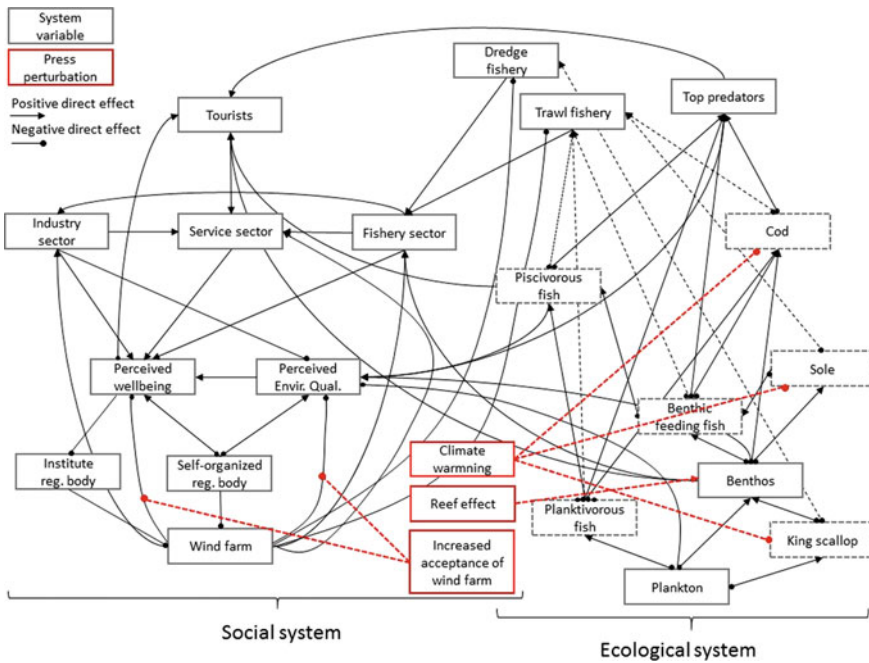 System
variable
Press
perturbation
Positive direct effect
Negative direct effect
Dredge
fishery
Tourists
Trawl fishery
Top predators
Industry
sector
Service sector
Fishery sector
Cod
Piscivorous
fish
Perceived
wellbeing
Perceived
Envir. Qual.
Sole
Benthic
feeding fish
Institute
reg. body
Self-organized
reg. body
Climate
warmning
Benthos
Reef effect
Planktivorous
fish
Wind farm
Increased
acceptance of
wind farm
King scallop
Plankton
Social system
Ecological system